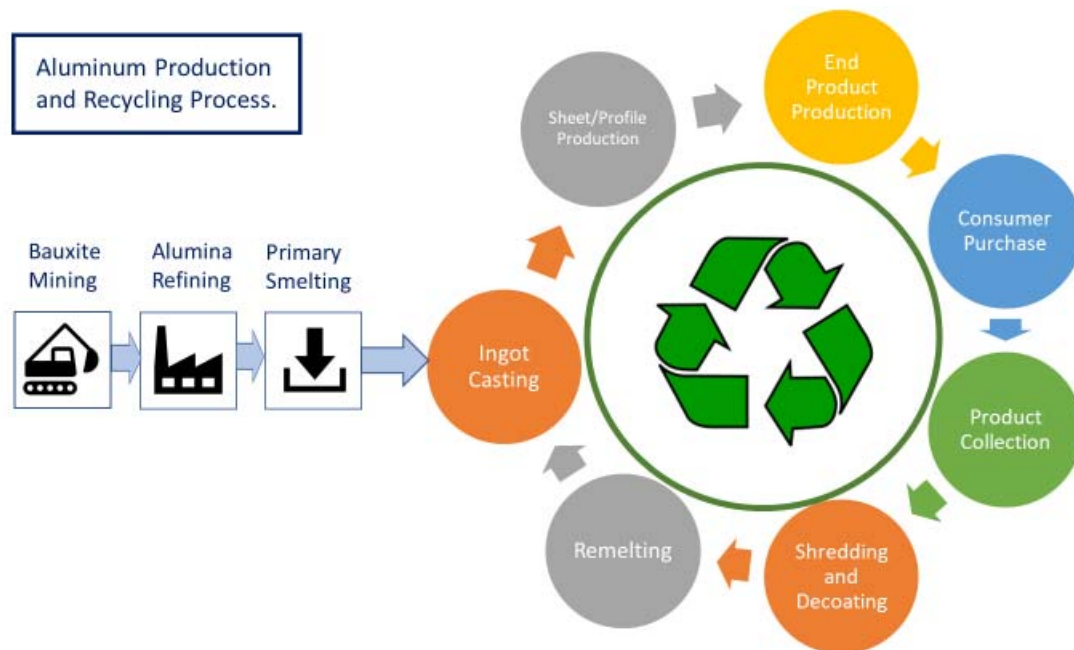 Aluminum Production
and Recycling Process.
Bauxite
Mining
Alumina
Refining
Primary
Smelting
Ingot
Casting
Sheet/Profile
Production
End
Product
Production
Consumer
Purchase
Product
Collection
Shredding
and
Decoating
Remelting